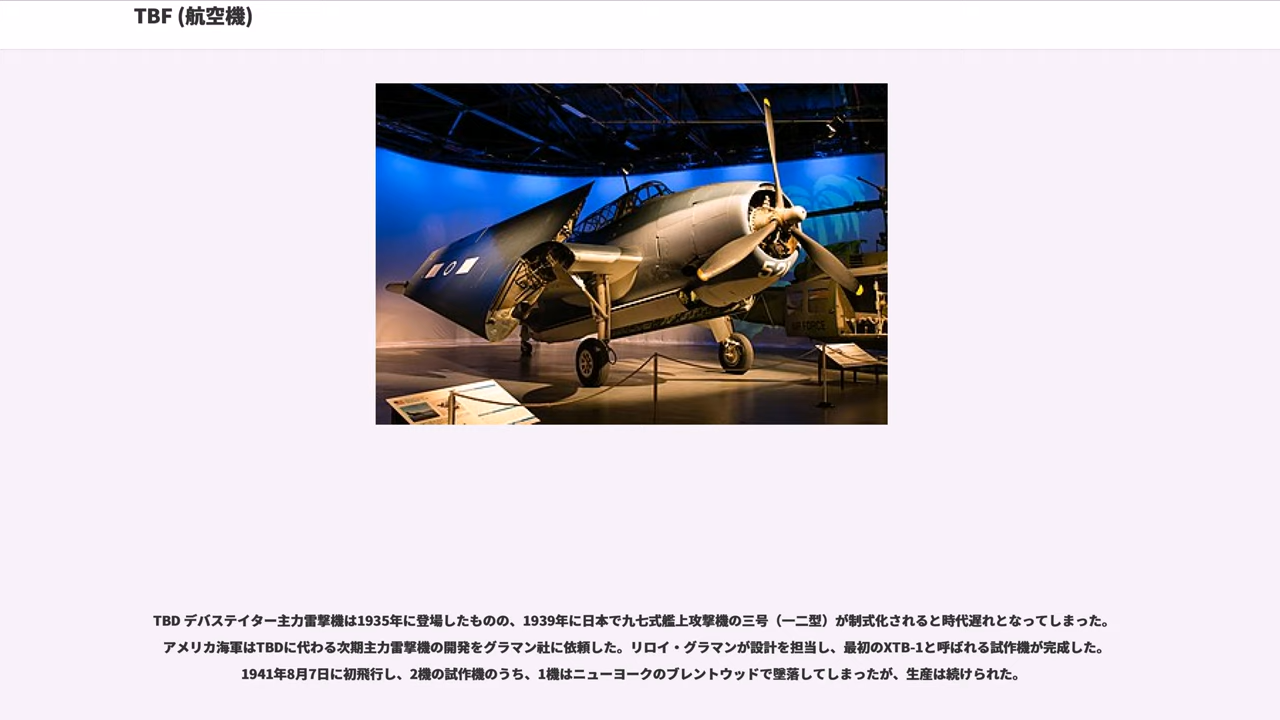 TBF (航空機)
52
AIR FORCE
TBD デバステイター主力雷撃機は1935年に登場したものの、1939年に日本で九七式艦上攻撃機の三号（一二型）が制式化されると時代遅れとなってしまった。
アメリカ海軍はTBDに代わる次期主力雷撃機の開発をグラマン社に依頼した。リロイ・グラマンが設計を担当し、最初のXTB-1と呼ばれる試作機が完成した。
1941年8月7日に初飛行し、2機の試作機のうち、1機はニューヨークのブレントウッドで墜落してしまったが、生産は続けられた。